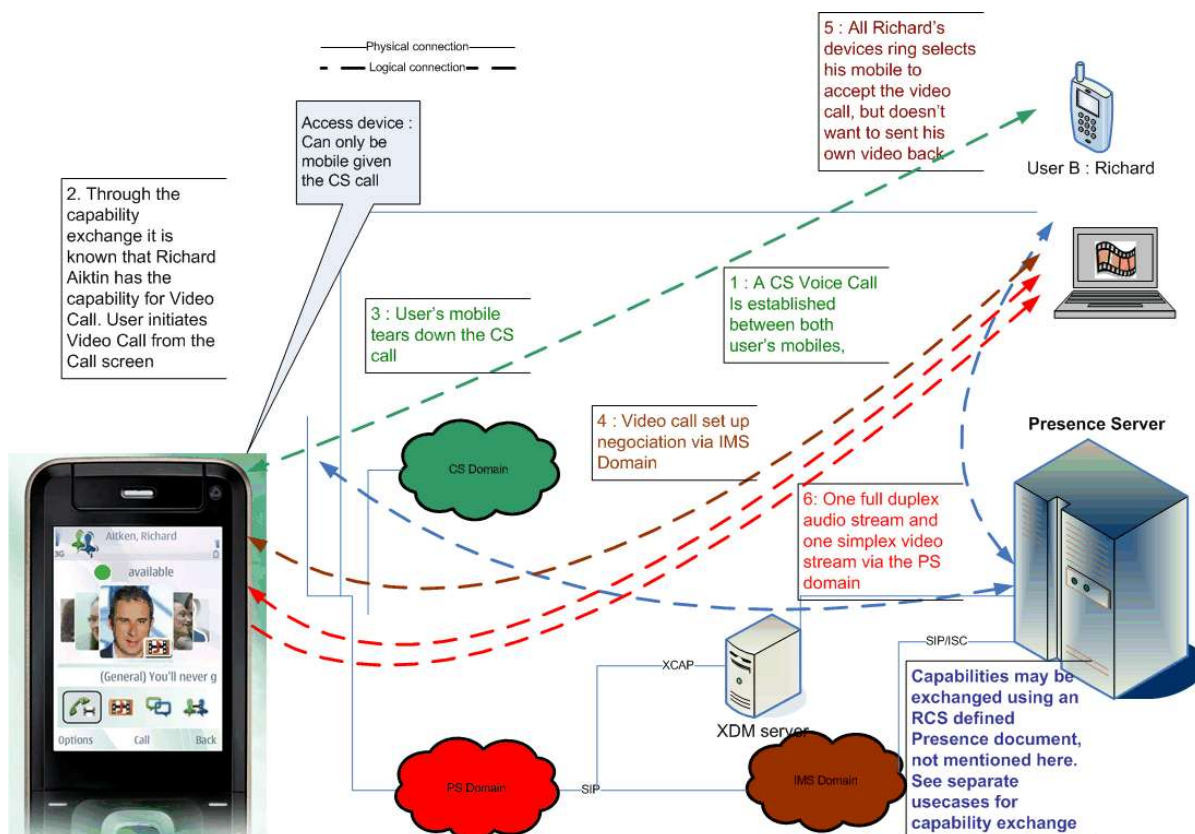 Physical connection
Logical connection
5 : All Richard's
devices ring selects
his mobile to
accept the video
call, but doesn't
want to sent his
own video back
User B : Richard
Access device :
Can only be
mobile given
the CS call
2. Through the
capability
exchange it is
known that Richard
Aiktin has the
capability for Video
Call. User initiates
Video Call from the
Call screen
3 : User's mobile
tears down the CS
call
1 : A CS Voice Call
Is established
between both
user's mobiles,
4 : Video call set up
negociation via IMS
Domain
CS Domain
Presence Server
6: One full duplex
audio stream and
one simplex video
stream via the PS
domain
3G
Aitken, Richard
available
(General) You'll never g
Options
Call
Back
XCAP
SIP/ISC
XDM server
PS Domain
SIP
IMS Domain
Capabilities may be
exchanged using an
RCS defined
Presence document,
not mentioned here.
See separate
usecases for
capability exchange